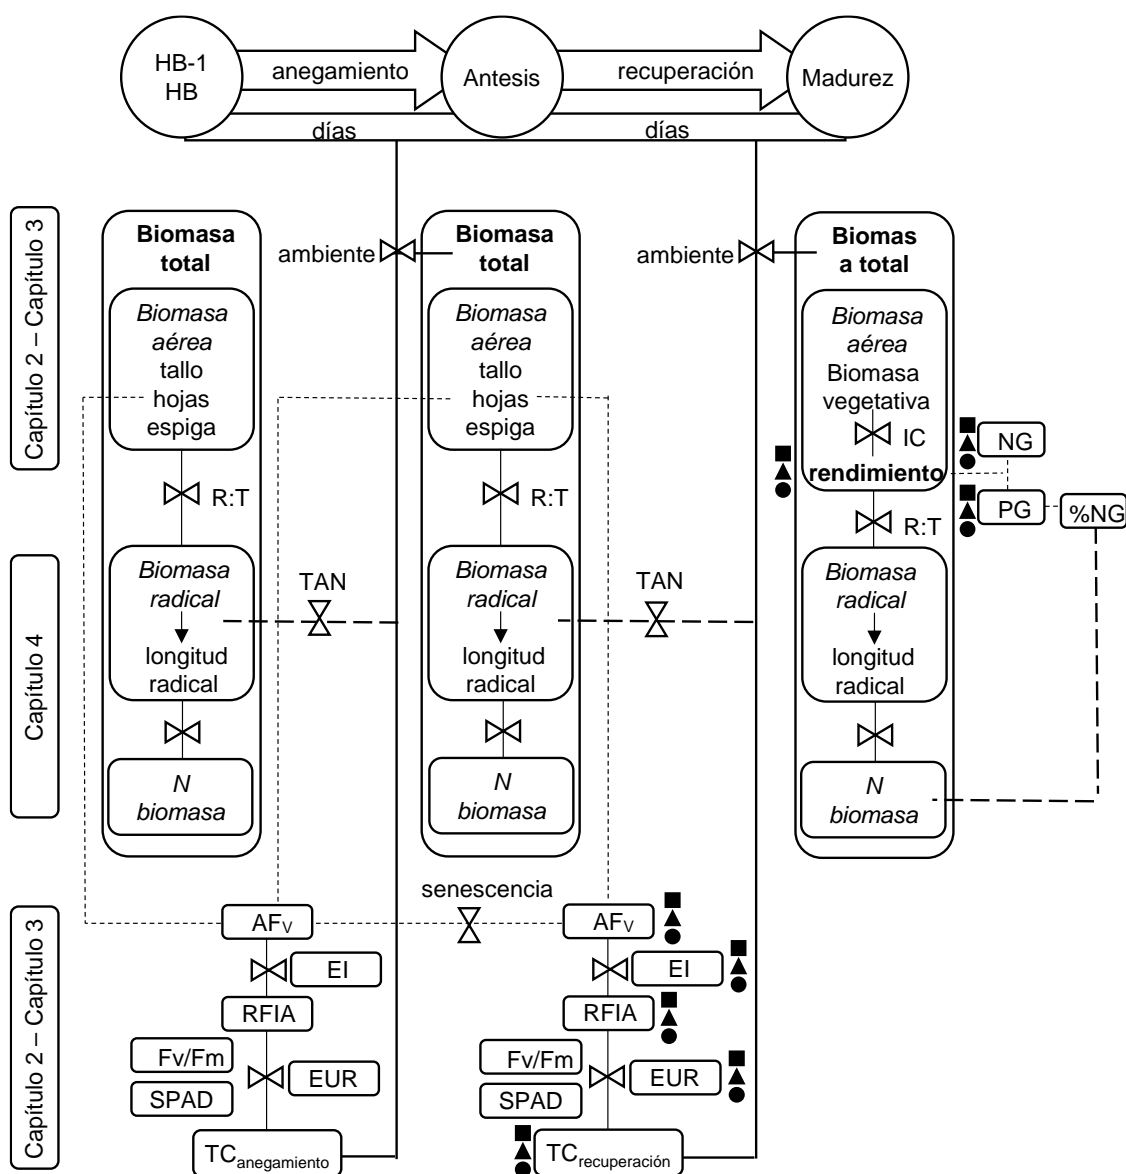 HB-1
HB
anegamiento
Antesis
recuperación
Madurez
días
días
Capítulo 2 – Capítulo 3
Biomasa
total
Biomasa
aérea
tallo
hojas
espiga
R:T
ambiente
Biomasa
total
Biomasa
aérea
tallo
hojas
espiga
R:T
ambiente
Biomas
a total
Biomasa
aérea
Biomasa
vegetativa
IC
rendimiento
R:T
NG
PG
%NG
Capítulo 4
Biomasa
radical
longitud
radical
N
biomasa
TAN
Biomasa
radical
longitud
radical
N
biomasa
TAN
Biomasa
radical
longitud
radical
N
biomasa
Capítulo 2 – Capítulo 3
senescencia
AFV
EI
RFIA
Fv/Fm
SPAD
EUR
TCanegamiento
AFV
EI
RFIA
Fv/Fm
SPAD
EUR
TCrecuperación